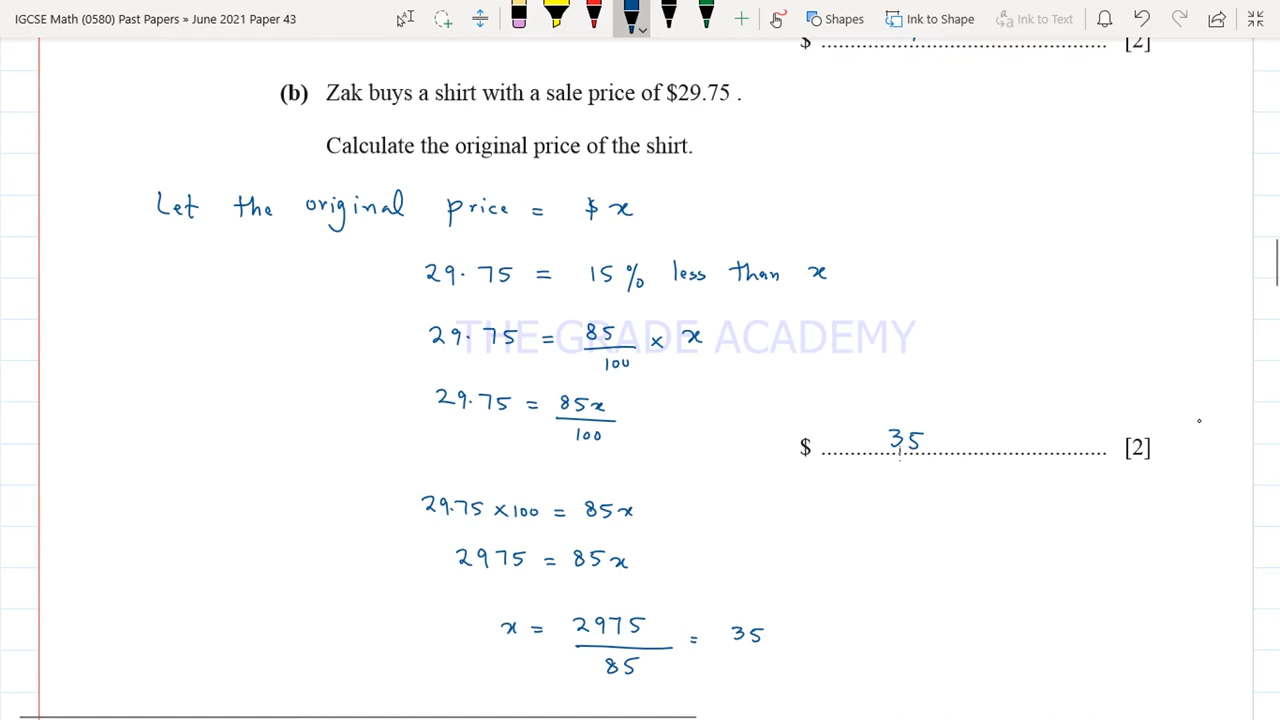 IGCSE Math (0580) Past Papers » June 2021 Paper 43
Shapes Ink to Shape Ink to Text
$ ................................................ [2]
(b) Zak buys a shirt with a sale price of $29.75 .
Calculate the original price of the shirt.
Let the original price = $ x
29.75 = 15% less than x
29.75 = 85/100 × x
THE GRADE ACADEMY
29.75 = 85x/100
$ ............35.................................... [2]
29.75 × 100 = 85x
2975 = 85x
x = 2975/85 = 35